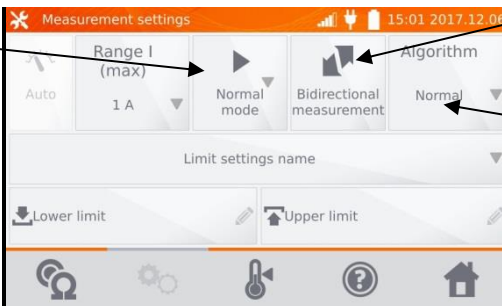 Measurement settings 15:01 2017.12.06
Auto
Range I
(max)
1 A
Normal
mode
Bidirectional
measurement
Algorithm
Normal
Limit settings name
Lower limit
Upper limit
Ω
?